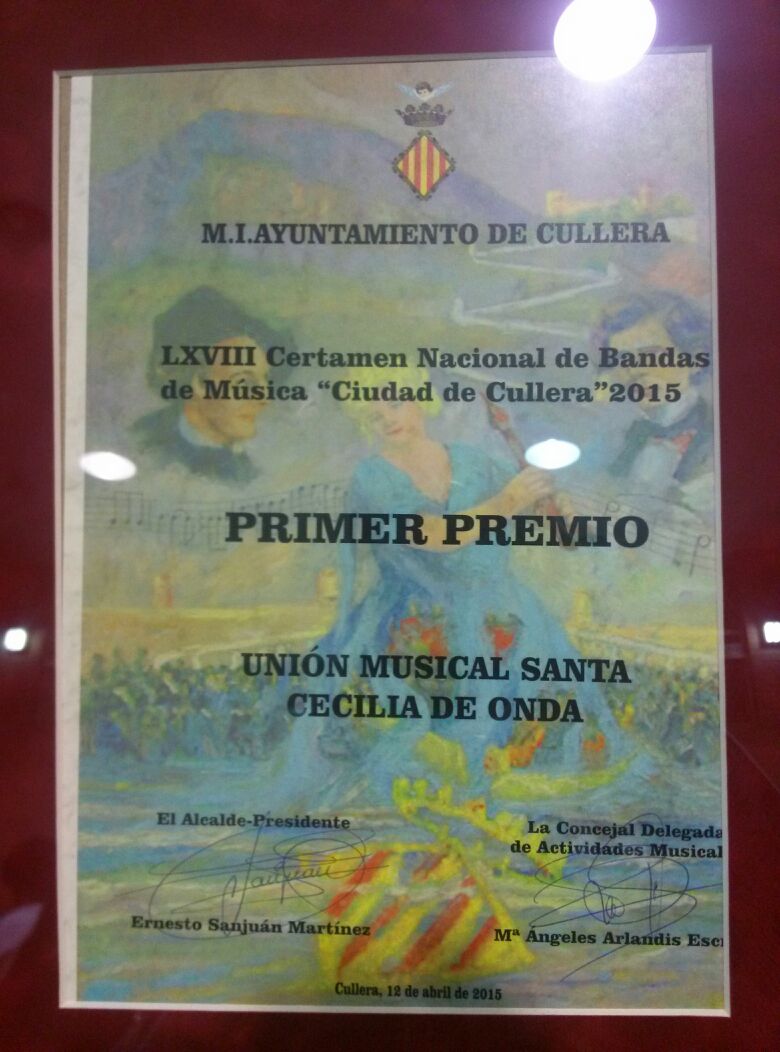 M.I.AYUNTAMIENTO DE CULLERA
LXVIII Certamen Nacional de Bandas
de Música “Ciudad de Cullera”2015
PRIMER PREMIO
UNIÓN MUSICAL SANTA
CECILIA DE ONDA
El Alcalde-Presidente
La Concejal Delegada
de Actividades Musical
Ernesto Sanjuán Martínez
Mª Ángeles Arlandis Esc
Cullera, 12 de abril de 2015